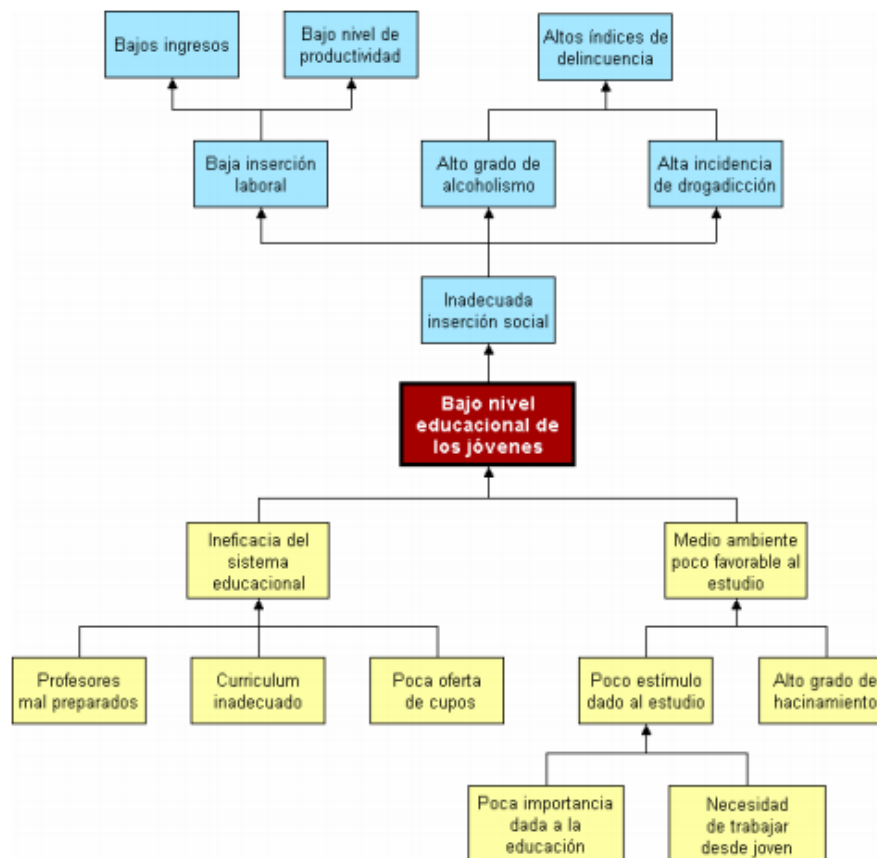 Bajos ingresos
Bajo nivel de
productividad
Altos índices de
delincuencia
Baja inserción
laboral
Alto grado de
alcoholismo
Alta incidencia
de drogadicción
Inadecuada
inserción social
Bajo nivel
educacional de
los jóvenes
Ineficacia del
sistema
educacional
Medio ambiente
poco favorable al
estudio
Profesores
mal preparados
Curriculum
inadecuado
Poca oferta
de cupos
Poco estímulo
dado al estudio
Alto grado de
hacinamiento
Poca importancia
dada a la
educación
Necesidad
de trabajar
desde joven